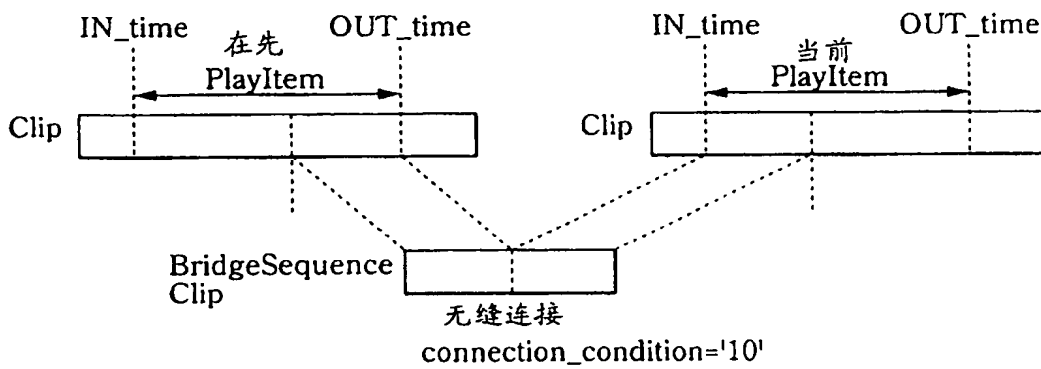 IN_time
在先
OUT_time
PlayItem
Clip
IN_time
当前
OUT_time
PlayItem
Clip
BridgeSequence
Clip
无缝连接
connection_condition='10'